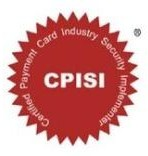 Certified Payment Card Industry Security Implementer
CPISI
®